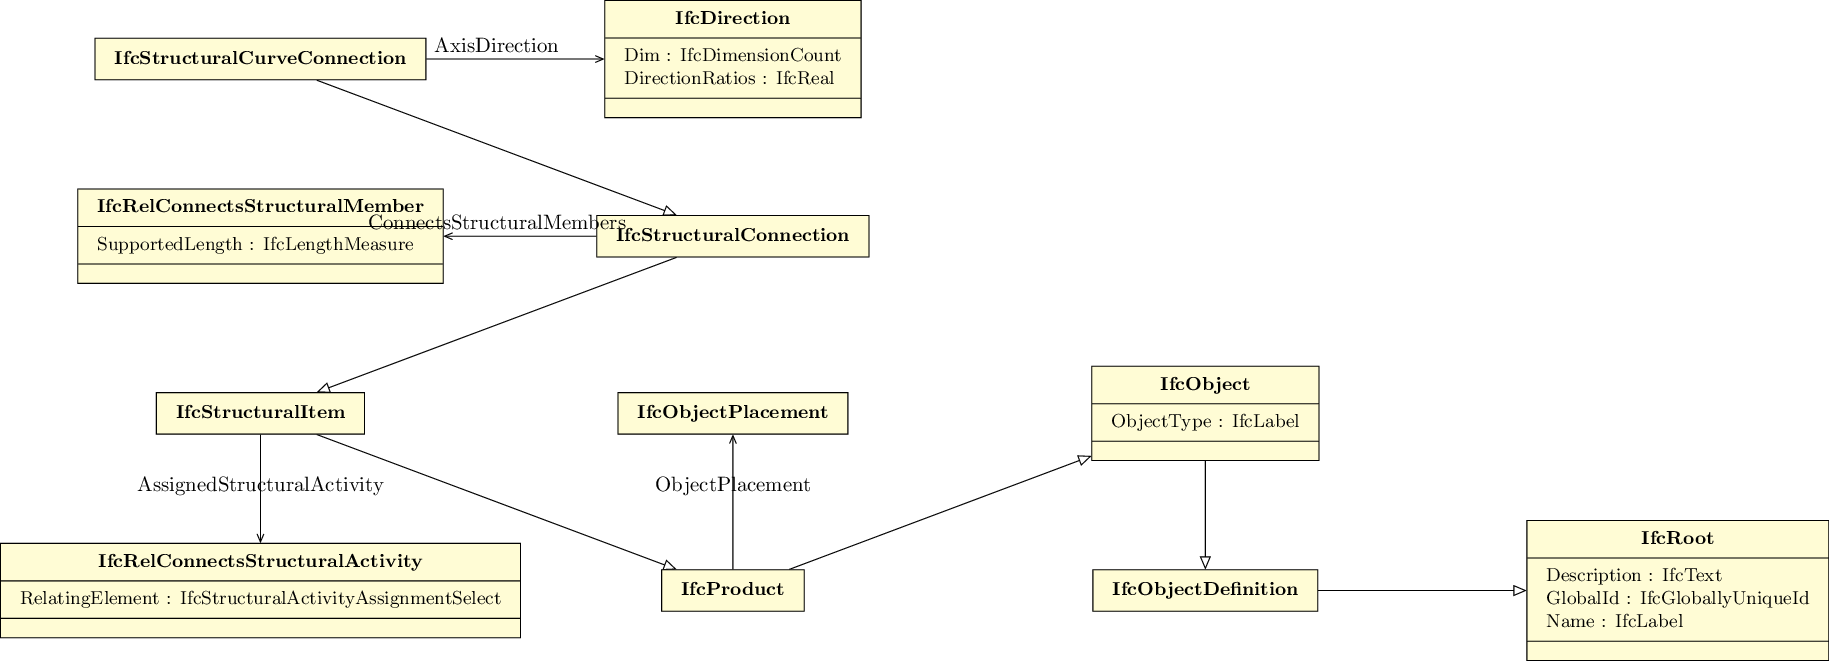 IfcDirection
IfcStructuralCurveConnection
AxisDirection
Dim : IfcDimensionCount
DirectionRatios : IfcReal
IfcRelConnectsStructuralMember
ConnectsStructuralMembers
SupportedLength : IfcLengthMeasure
IfcStructuralConnection
IfcStructuralItem
IfcObjectPlacement
IfcObject
ObjectType : IfcLabel
AssignedStructuralActivity
ObjectPlacement
IfcRelConnectsStructuralActivity
RelatingElement : IfcStructuralActivityAssignmentSelect
IfcProduct
IfcObjectDefinition
IfcRoot
Description : IfcText
GlobalId : IfcGloballyUniqueId
Name : IfcLabel